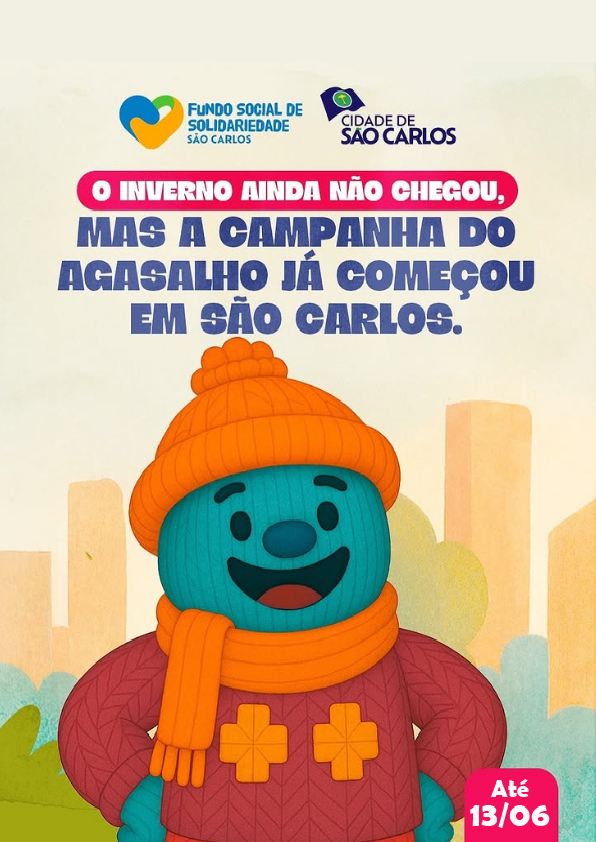 FUNDO SOCIAL DE
SOLIDARIEDADE
SÃO CARLOS
CIDADE DE
SÃO CARLOS
O INVERNO AINDA NÃO CHEGOU,
MAS A CAMPANHA DO
AGASALHO JÁ COMEÇOU
EM SÃO CARLOS.
Até
13/06